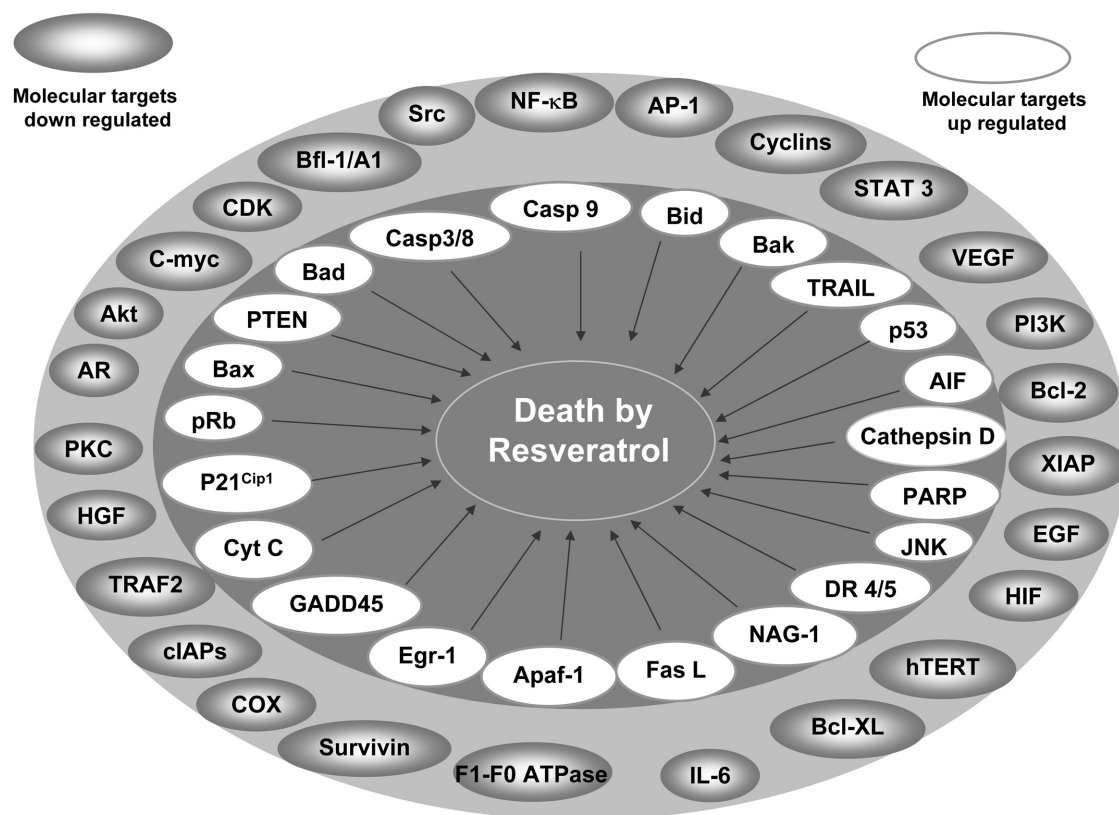 Molecular targets
down regulated
Molecular targets
up regulated
NF-κB
AP-1
Src
Cyclins
Bfl-1/A1
STAT 3
CDK
C-myc
VEGF
Akt
PI3K
AR
Bcl-2
PKC
XIAP
HGF
EGF
TRAF2
HIF
cIAPs
hTERT
COX
Bcl-XL
Survivin
F1-F0 ATPase
IL-6
Casp 9
Bid
Casp3/8
Bak
Bad
TRAIL
PTEN
p53
Bax
AIF
pRb
Cathepsin D
P21Cip1
PARP
Cyt C
JNK
GADD45
DR 4/5
Egr-1
NAG-1
Apaf-1
Fas L
Death by
Resveratrol